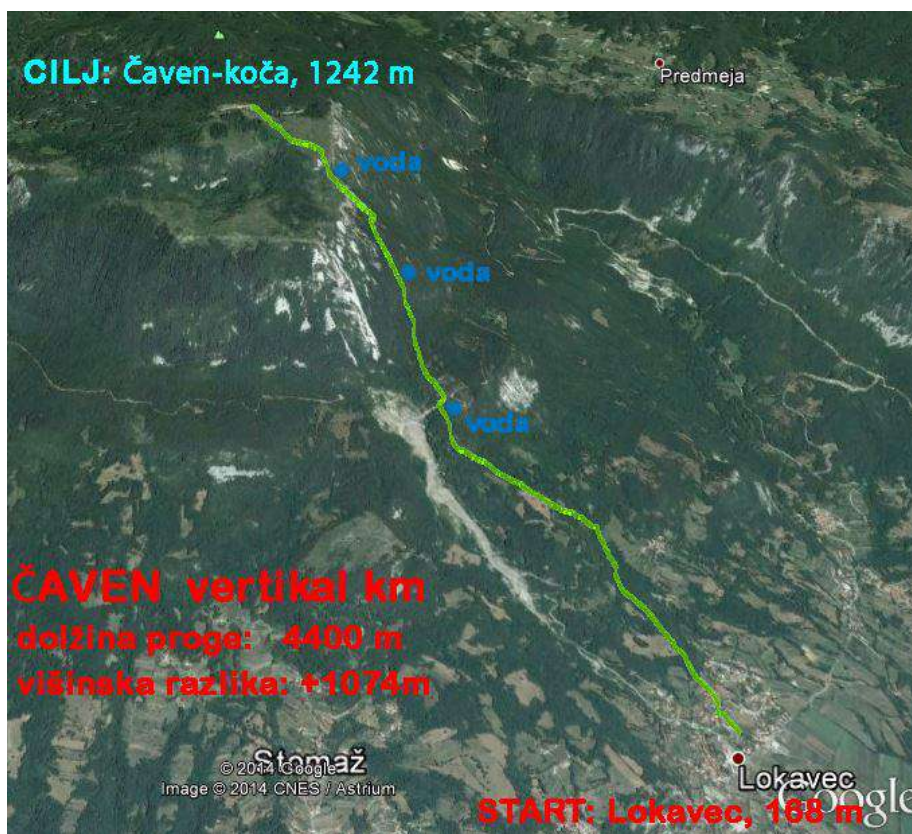 CILJ: Čaven-koča, 1242 m
Predmeja
voda
voda
voda
ČAVEN vertikal km
dolžina proge: 4400 m
višinaka razlika: +1074m
Stomaž
© 2014 Google
Image © 2014 CNES / Astrium
Lokavec
Google
START: Lokavec, 168 m